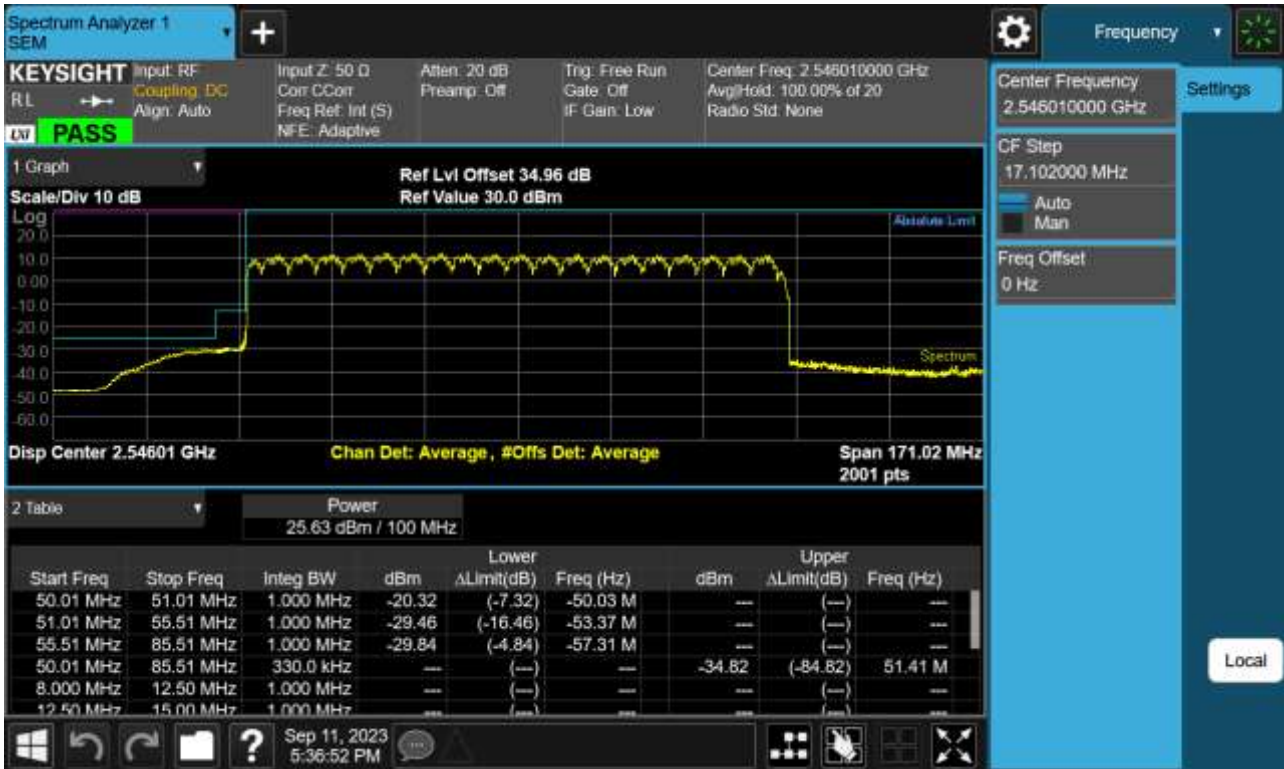 Spectrum Analyzer 1
SEM
+
Frequency
KEYSIGHT
RL
LXI
PASS
Input: RF
Coupling: DC
Align: Auto
Input Z: 50 Ω
Corr CCorr
Freq Ref: Int (S)
NFE: Adaptive
Atten: 20 dB
Preamp: Off
Trig: Free Run
Gate: Off
IF Gain: Low
Center Freq: 2.546010000 GHz
Avg|Hold: 100.00% of 20
Radio Std: None
Center Frequency
2.546010000 GHz
Settings
CF Step
17.102000 MHz
Auto
Man
Freq Offset
0 Hz
Local
1 Graph
Scale/Div 10 dB
Ref Lvl Offset 34.96 dB
Ref Value 30.0 dBm
Log
20.0
10.0
0.00
-10.0
-20.0
-30.0
-40.0
-50.0
-60.0
Absolute Limit
Spectrum
Disp Center 2.54601 GHz
Chan Det: Average, #Offs Det: Average
Span 171.02 MHz
2001 pts
2 Table
Power
25.63 dBm / 100 MHz
Lower Upper
Start Freq Stop Freq Integ BW dBm ΔLimit(dB) Freq (Hz) dBm ΔLimit(dB) Freq (Hz)
50.01 MHz 51.01 MHz 1.000 MHz -20.32 (-7.32) -50.03 M --- (---) ---
51.01 MHz 55.51 MHz 1.000 MHz -29.46 (-16.46) -53.37 M --- (---) ---
55.51 MHz 85.51 MHz 1.000 MHz -29.84 (-4.84) -57.31 M --- (---) ---
50.01 MHz 85.51 MHz 330.0 kHz --- (---) --- -34.82 (-84.82) 51.41 M
8.000 MHz 12.50 MHz 1.000 MHz --- (---) --- --- (---) ---
12.50 MHz 15.00 MHz 1.000 MHz --- (---) --- --- (---) ---
?
Sep 11, 2023
5:36:52 PM